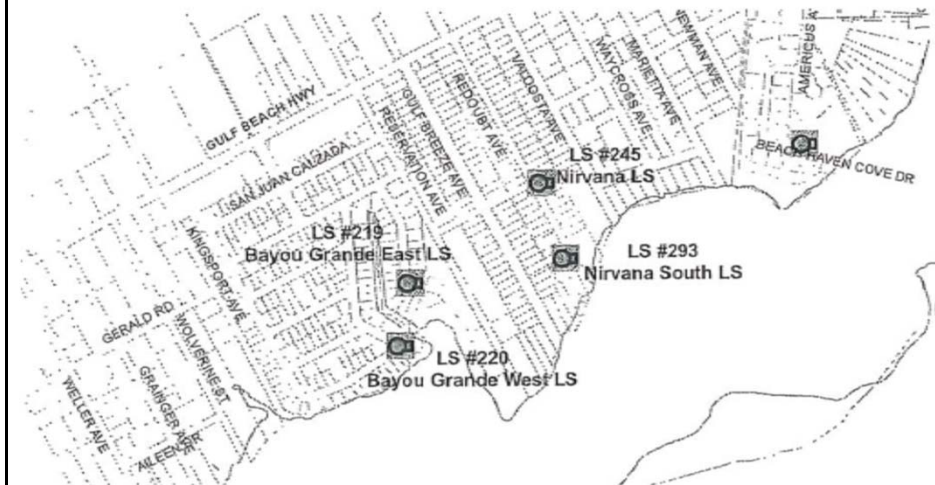 GULF BEACH HWY
SAN JUAN CALZADA
KINGSPORT AVE
RESERVATION AVE
GULF BREEZE AVE
REDOUBT AVE
VALDOSTA AVE
WAYCROSS AVE
MARIETTA AVE
NEWMAN AVE
AMERICUS A
BEACH HAVEN COVE DR
LS #245
Nirvana LS
LS #219
Bayou Grande East LS
LS #293
Nirvana South LS
LS #220
Bayou Grande West LS
GERALD RD
WOLVERINE ST
GRAINGER AVE
WELLER AVE
AILEEN DR